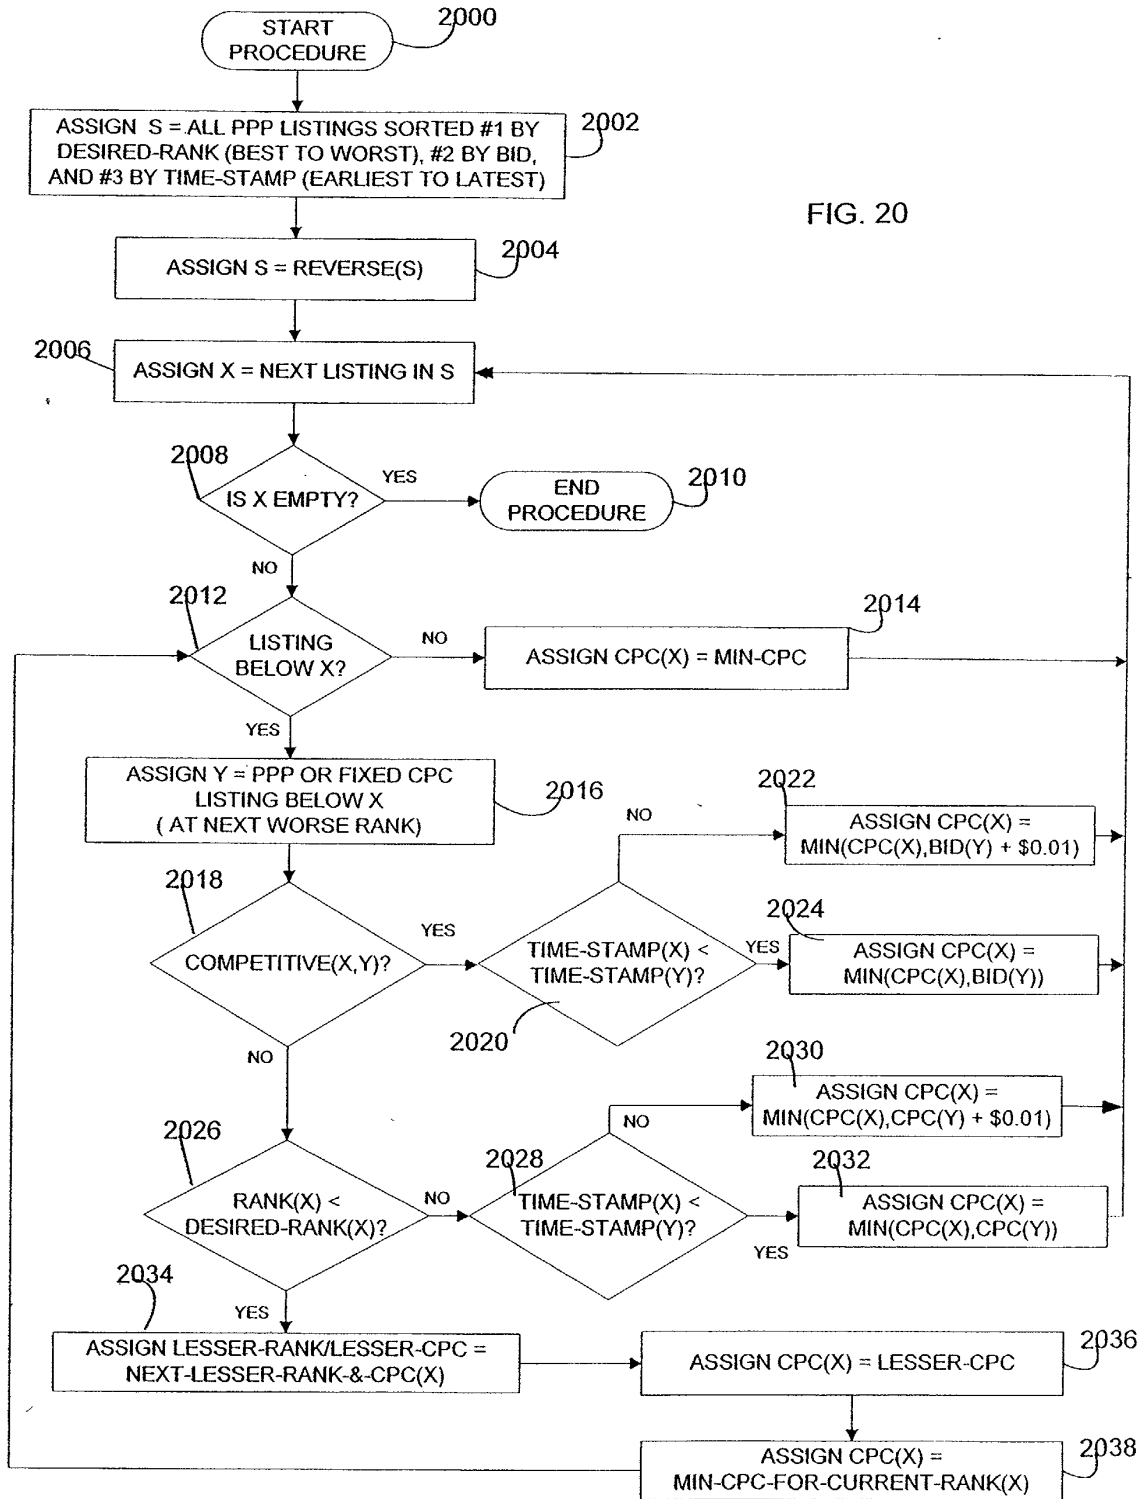 START
PROCEDURE
2000
ASSIGN S = ALL PPP LISTINGS SORTED #1 BY
DESIRED-RANK (BEST TO WORST), #2 BY BID,
AND #3 BY TIME-STAMP (EARLIEST TO LATEST)
2002
FIG. 20
ASSIGN S = REVERSE(S)
2004
2006
ASSIGN X = NEXT LISTING IN S
2008
IS X EMPTY?
YES
END
PROCEDURE
2010
NO
2012
LISTING
BELOW X?
NO
ASSIGN CPC(X) = MIN-CPC
2014
YES
ASSIGN Y = PPP OR FIXED CPC
LISTING BELOW X
( AT NEXT WORSE RANK)
2016
2018
COMPETITIVE(X,Y)?
YES
TIME-STAMP(X) <
TIME-STAMP(Y)?
2020
NO
2022
ASSIGN CPC(X) =
MIN(CPC(X),BID(Y) + $0.01)
YES
2024
ASSIGN CPC(X) =
MIN(CPC(X),BID(Y))
NO
2026
RANK(X) <
DESIRED-RANK(X)?
NO
2028
TIME-STAMP(X) <
TIME-STAMP(Y)?
NO
2030
ASSIGN CPC(X) =
MIN(CPC(X),CPC(Y) + $0.01)
YES
2032
ASSIGN CPC(X) =
MIN(CPC(X),CPC(Y))
YES
2034
ASSIGN LESSER-RANK/LESSER-CPC =
NEXT-LESSER-RANK-&-CPC(X)
ASSIGN CPC(X) = LESSER-CPC
2036
ASSIGN CPC(X) =
MIN-CPC-FOR-CURRENT-RANK(X)
2038